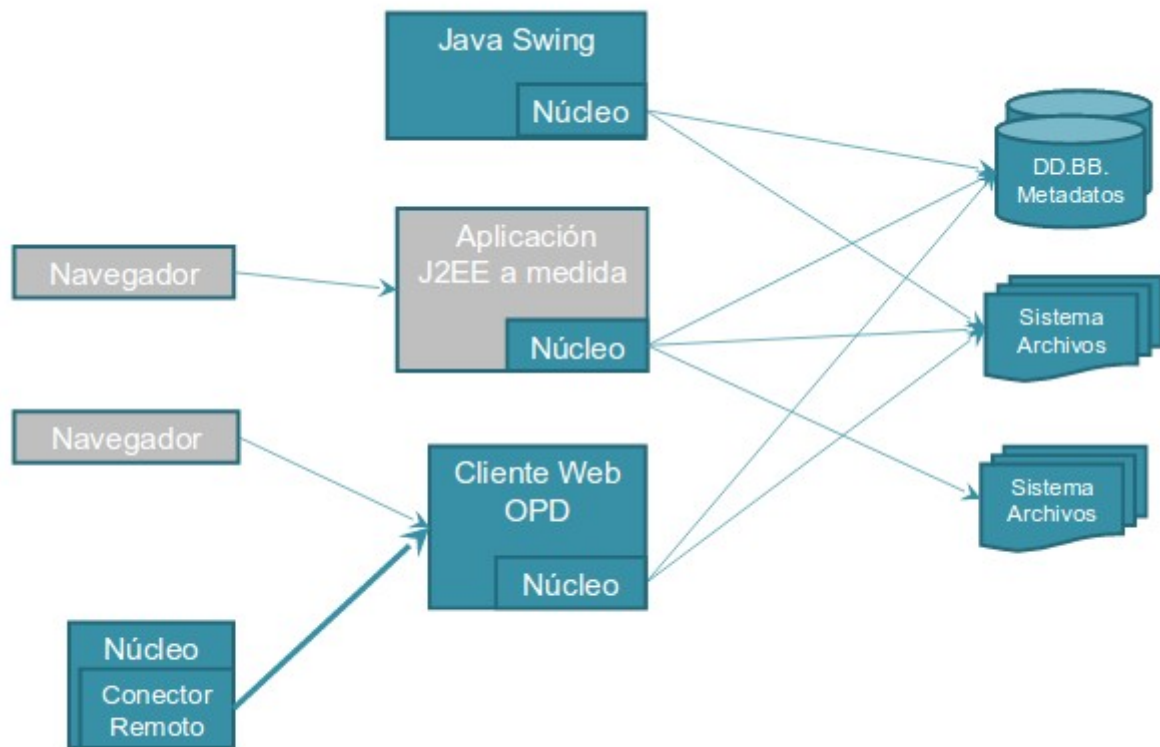 Java Swing
Núcleo
DD.BB.
Metadatos
Aplicación
J2EE a medida
Navegador
Núcleo
Sistema
Archivos
Navegador
Cliente Web
OPD
Núcleo
Sistema
Archivos
Núcleo
Conector
Remoto